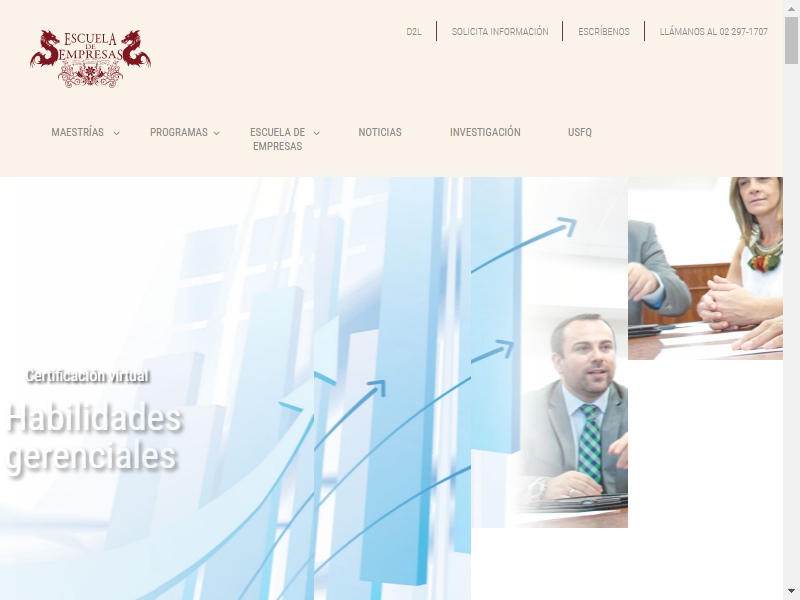 ESCUELA
DE
EMPRESAS
D2L
SOLICITA INFORMACIÓN
ESCRÍBENOS
LLÁMANOS AL 02 297-1707
MAESTRÍAS
PROGRAMAS
ESCUELA DE
EMPRESAS
NOTICIAS
INVESTIGACIÓN
USFQ
Certificación virtual
Habilidades
gerenciales